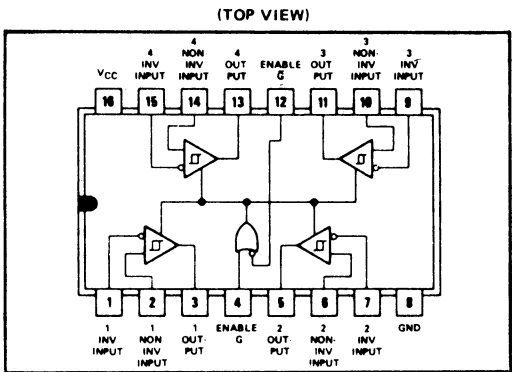 (TOP VIEW)
4 4 3 3
4 NON- 4 3 NON- 3
INV INV OUT ENABLE OUT INV INV
VCC INPUT INPUT PUT G̅ PUT INPUT INPUT
16 15 14 13 12 11 10 9
1 2 3 4 5 6 7 8
1 1 1 ENABLE 2 2 2 GND
INV NON OUT- G OUT- NON- INV
INPUT INV PUT PUT INV INPUT
INPUT INPUT